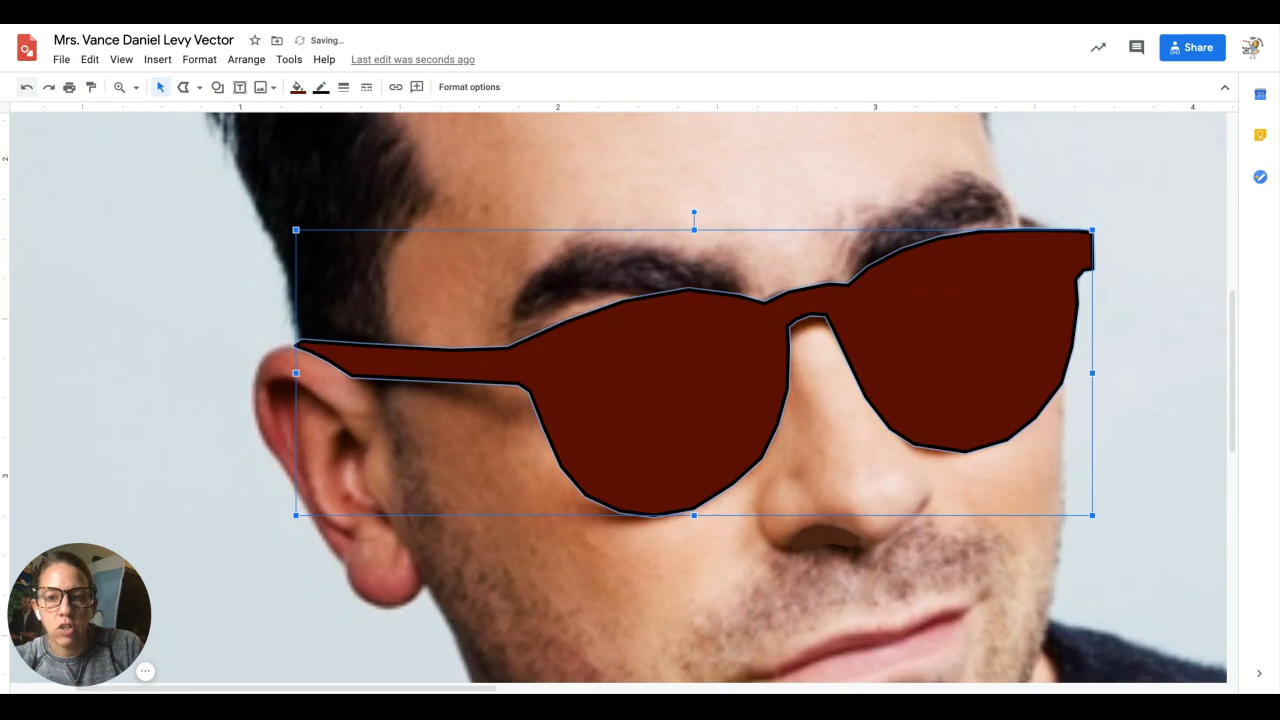 Mrs. Vance Daniel Levy Vector
Saving...
File Edit View Insert Format Arrange Tools Help Last edit was seconds ago
Share
Format options
1 2 3 4
2
3